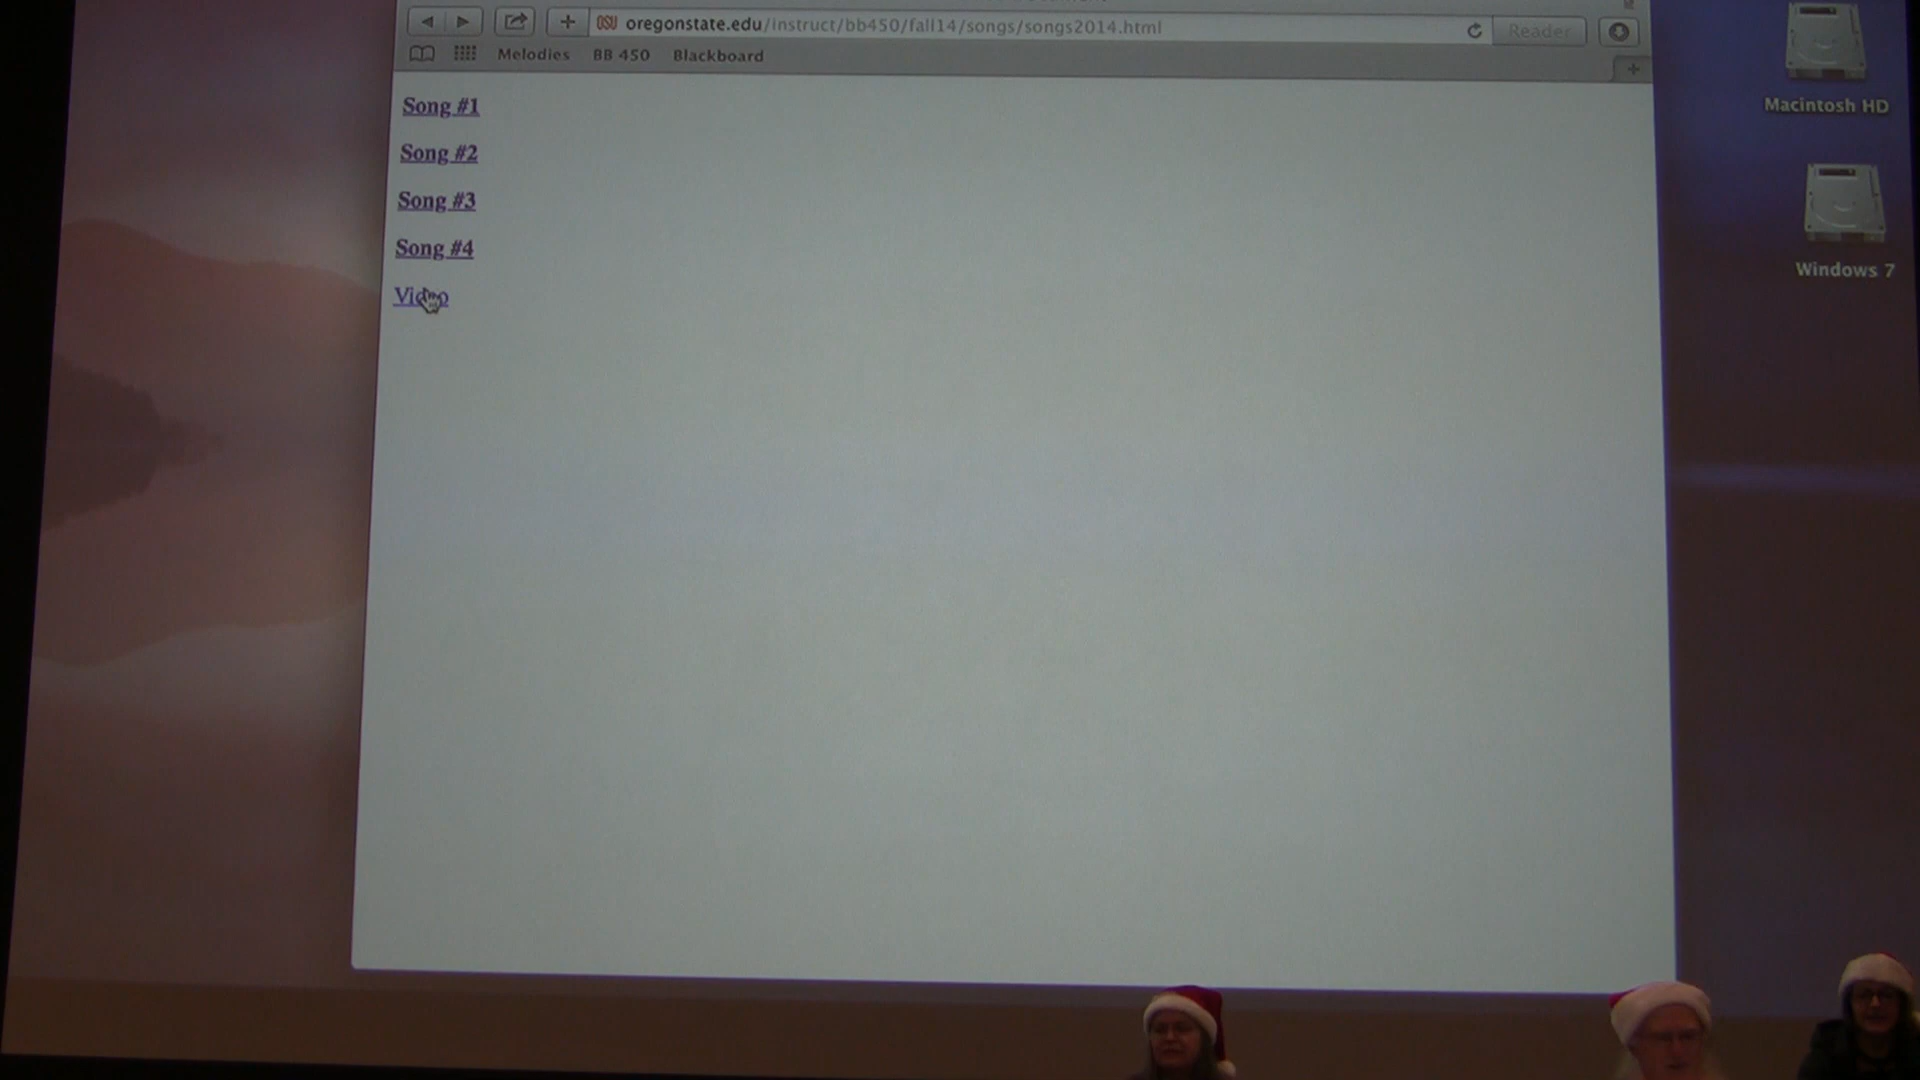 OSU oregonstate.edu/instruct/bb450/fall14/songs/songs2014.html
Reader
Melodies BB 450 Blackboard
Song #1
Song #2
Song #3
Song #4
Video
Macintosh HD
Windows 7